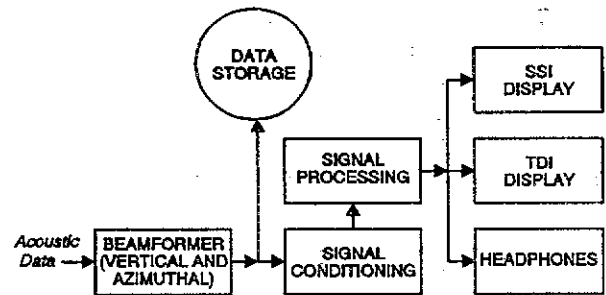 DATA
STORAGE
SSI
DISPLAY
SIGNAL
PROCESSING
TDI
DISPLAY
Acoustic
Data
BEAMFORMER
(VERTICAL AND
AZIMUTHAL)
SIGNAL
CONDITIONING
HEADPHONES